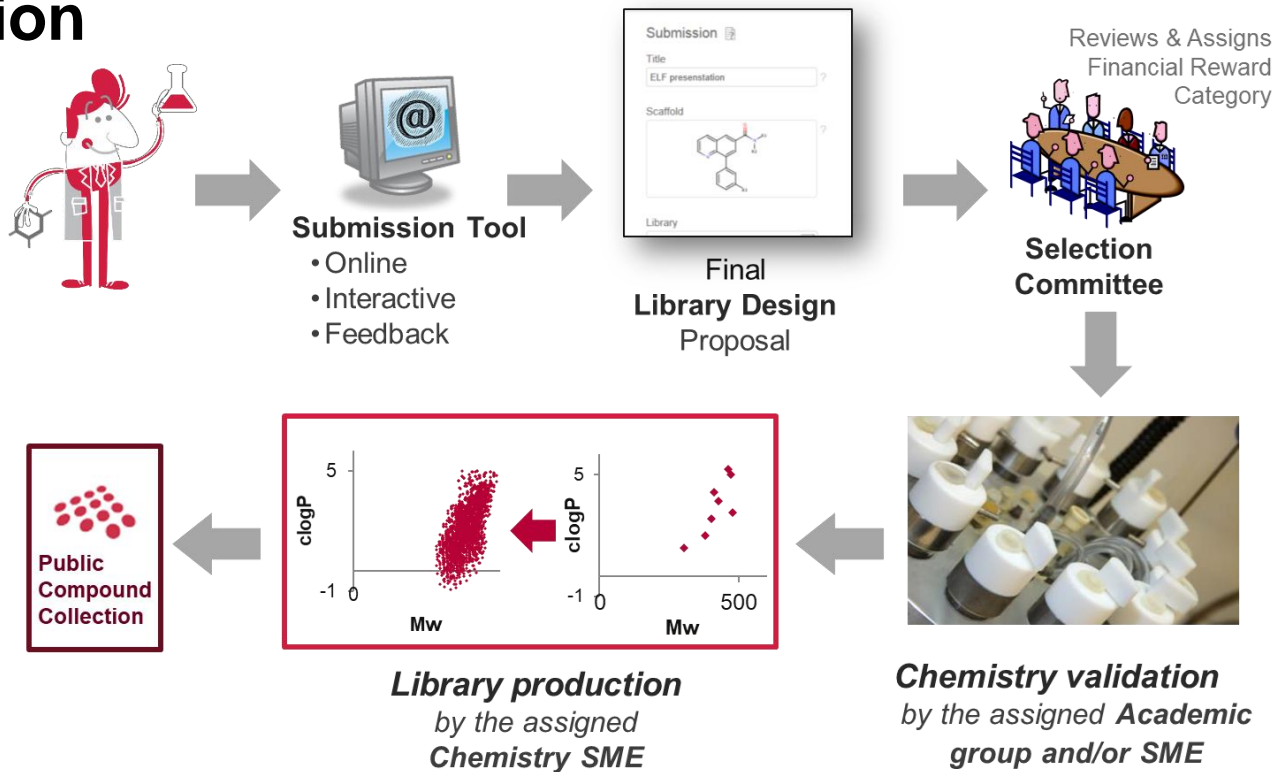 ion
Reviews & Assigns
Financial Reward
Category
@
Submission Tool
• Online
• Interactive
• Feedback
Submission
Title
ELF presenstation
?
Scaffold
?
Library
Final
Library Design
Proposal
Selection
Committee
Public
Compound
Collection
5
clogP
-1
0
Mw
5
clogP
-1
0
500
Mw
Library production
by the assigned
Chemistry SME
Chemistry validation
by the assigned Academic
group and/or SME